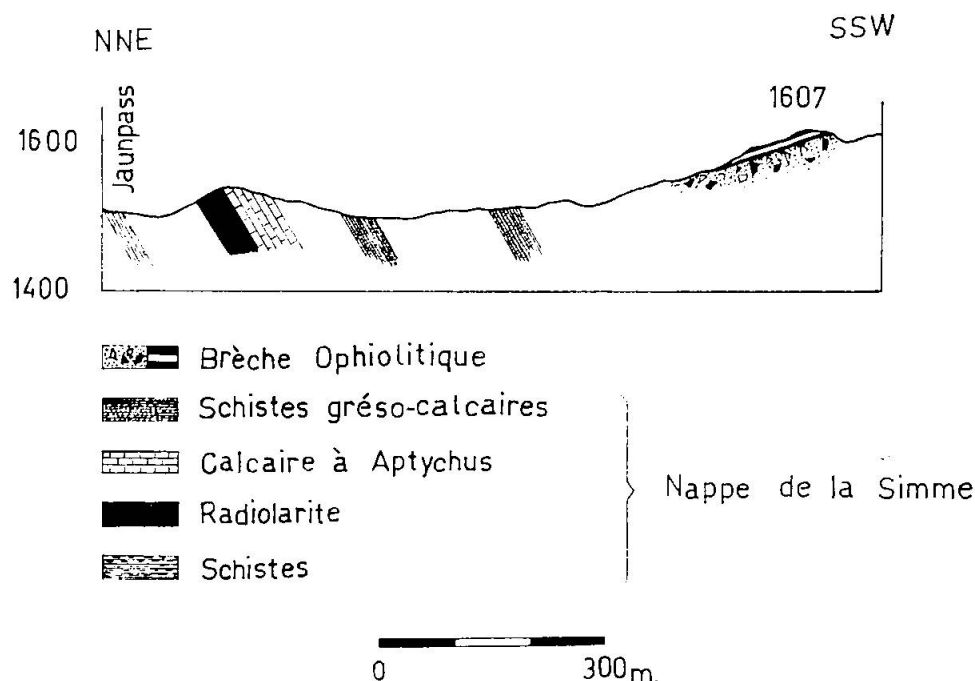 NNE
SSW
Jaunpass
1607
1600
1400
Brèche Ophiolitique
Schistes gréso-calcaires
Calcaire à Aptychus
Radiolarite
Schistes
Nappe de la Simme
0 300 m.